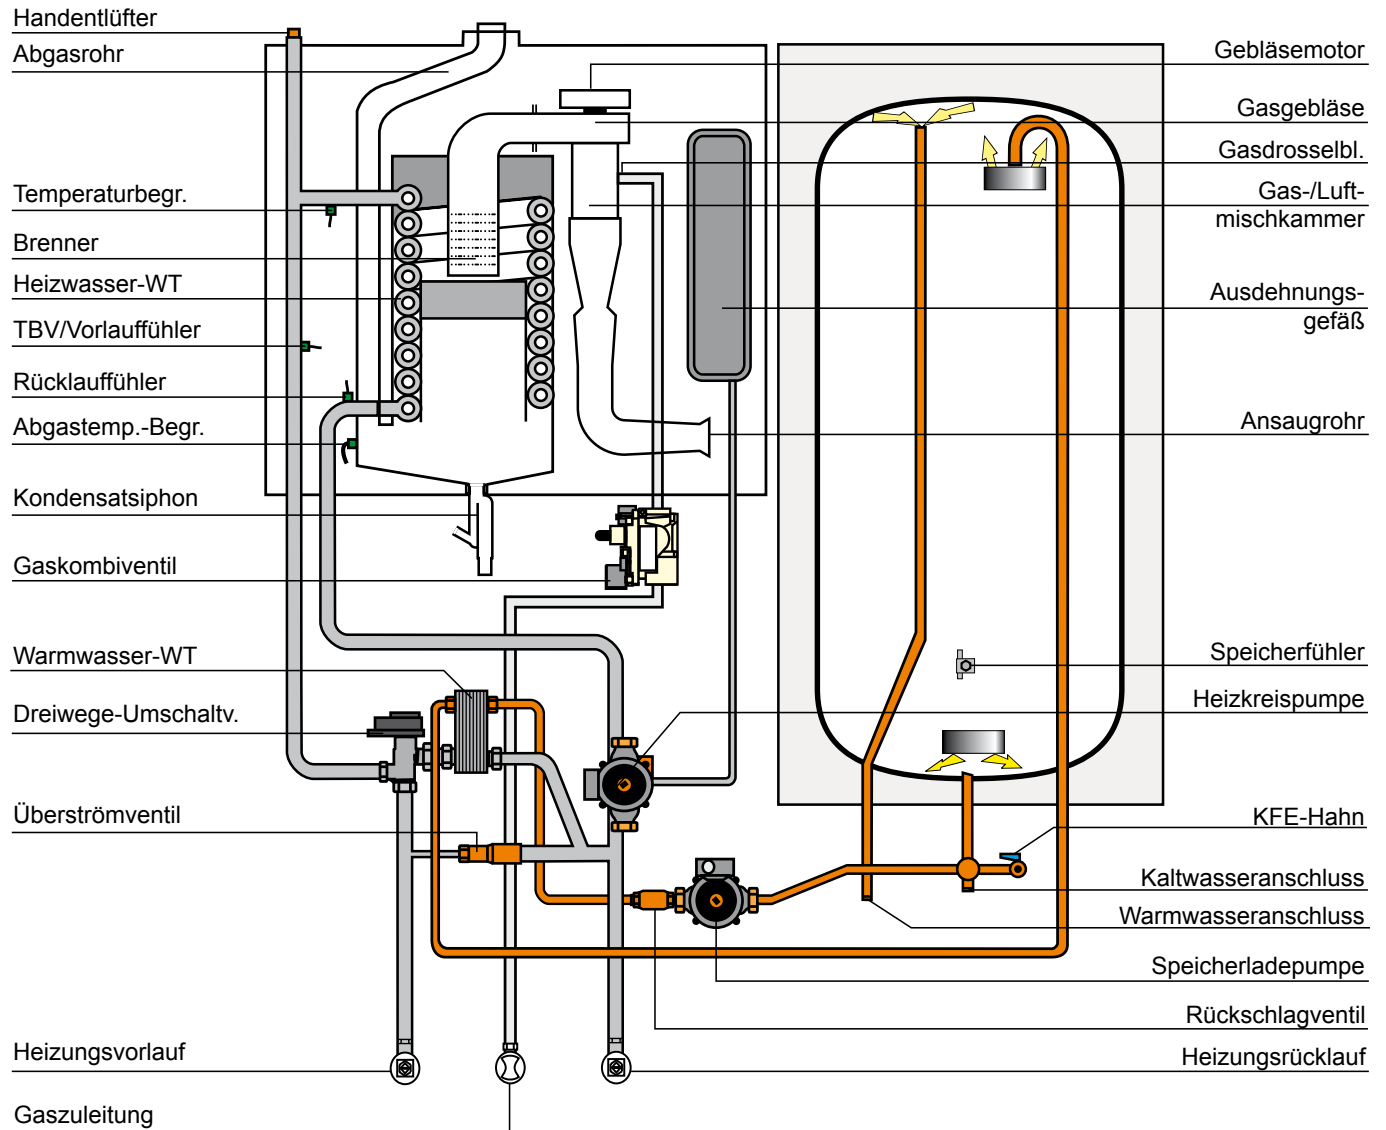 Handentlüfter
Abgasrohr
Temperaturbegr.
Brenner
Heizwasser-WT
TBV/Vorlauffühler
Rücklauffühler
Abgastemp.-Begr.
Kondensatsiphon
Gaskombiventil
Warmwasser-WT
Dreiwege-Umschaltv.
Überströmventil
Heizungsvorlauf
Gaszuleitung
Gebläsemotor
Gasgebläse
Gasdrosselbl.
Gas-/Luft-
mischkammer
Ausdehnungs-
gefäß
Ansaugrohr
Speicherfühler
Heizkreispumpe
KFE-Hahn
Kaltwasseranschluss
Warmwasseranschluss
Speicherladepumpe
Rückschlagventil
Heizungsrücklauf